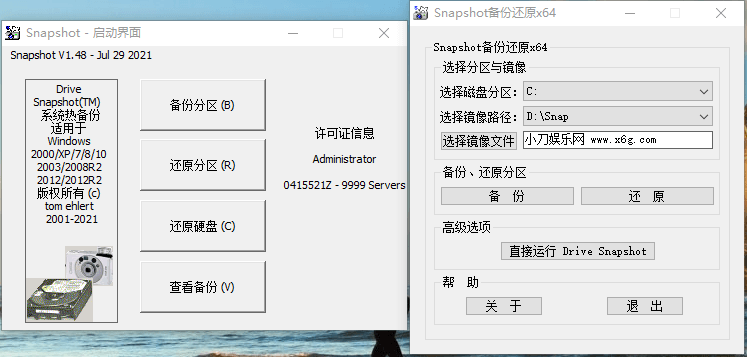 Snapshot - 启动界面
Snapshot V1.48 - Jul 29 2021
Drive
Snapshot(TM)
系统热备份
适用于
Windows
2000/XP/7/8/10
2003/2008R2
2012/2012R2
版权所有 (c)
tom ehlert
2001-2021
备份分区 (B)
还原分区 (R)
还原硬盘 (C)
查看备份 (V)
许可证信息
Administrator
0415521Z - 9999 Servers
Snapshot备份还原x64
Snapshot备份还原x64
选择分区与镜像
选择磁盘分区: C:
选择镜像路径: D:\Snap
选择镜像文件 小刀娱乐网 www.x6g.com
备份、还原分区
备 份
还 原
高级选项
直接运行 Drive Snapshot
帮 助
关 于
退 出